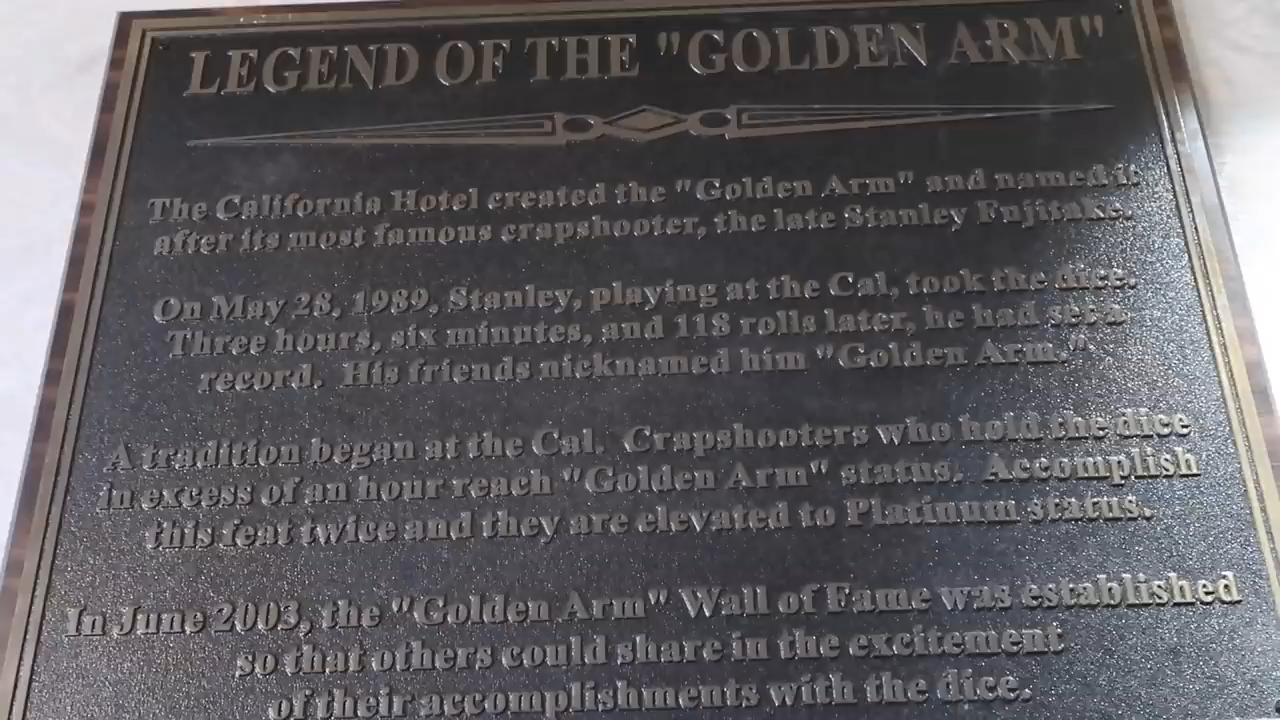 LEGEND OF THE "GOLDEN ARM"
The California Hotel created the "Golden Arm" and named it
after its most famous crapshooter, the late Stanley Fujitake.
On May 28, 1989, Stanley, playing at the Cal, took the dice.
Three hours, six minutes, and 118 rolls later, he had set a
record. His friends nicknamed him "Golden Arm."
A tradition began at the Cal. Crapshooters who hold the dice
in excess of an hour reach "Golden Arm" status. Accomplish
this feat twice and they are elevated to Platinum status.
In June 2003, the "Golden Arm" Wall of Fame was established
so that others could share in the excitement
of their accomplishments with the dice.